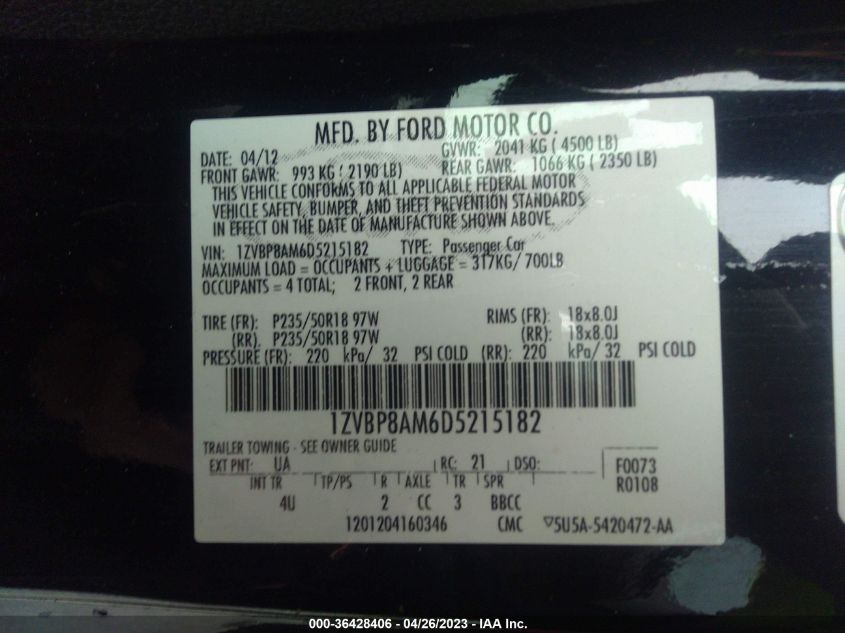 MFD. BY FORD MOTOR CO.
DATE: 04/12 GVWR: 2041 KG ( 4500 LB)
FRONT GAWR: 993 KG ( 2190 LB) REAR GAWR: 1066 KG ( 2350 LB)
THIS VEHICLE CONFORMS TO ALL APPLICABLE FEDERAL MOTOR
VEHICLE SAFETY, BUMPER, AND THEFT PREVENTION STANDARDS
IN EFFECT ON THE DATE OF MANUFACTURE SHOWN ABOVE.
VIN: 1ZVBP8AM6D5215182 TYPE: Passenger Car
MAXIMUM LOAD = OCCUPANTS + LUGGAGE = 317KG/ 700LB
OCCUPANTS = 4 TOTAL; 2 FRONT, 2 REAR
TIRE (FR): P235/50R18 97W RIMS (FR): 18x8.0J
(RR): P235/50R18 97W (RR): 18x8.0J
PRESSURE (FR): 220 kPa/ 32 PSI COLD (RR): 220 kPa/ 32 PSI COLD
1ZVBP8AM6D5215182
TRAILER TOWING - SEE OWNER GUIDE
EXT PNT: UA RC: 21 DSO: F0073
INT TR TP/PS R AXLE TR SPR R0108
4U 2 CC 3 BBCC
1201204160346 CMC ▽5U5A-5420472-AA
000-36428406 - 04/26/2023 - IAA Inc.